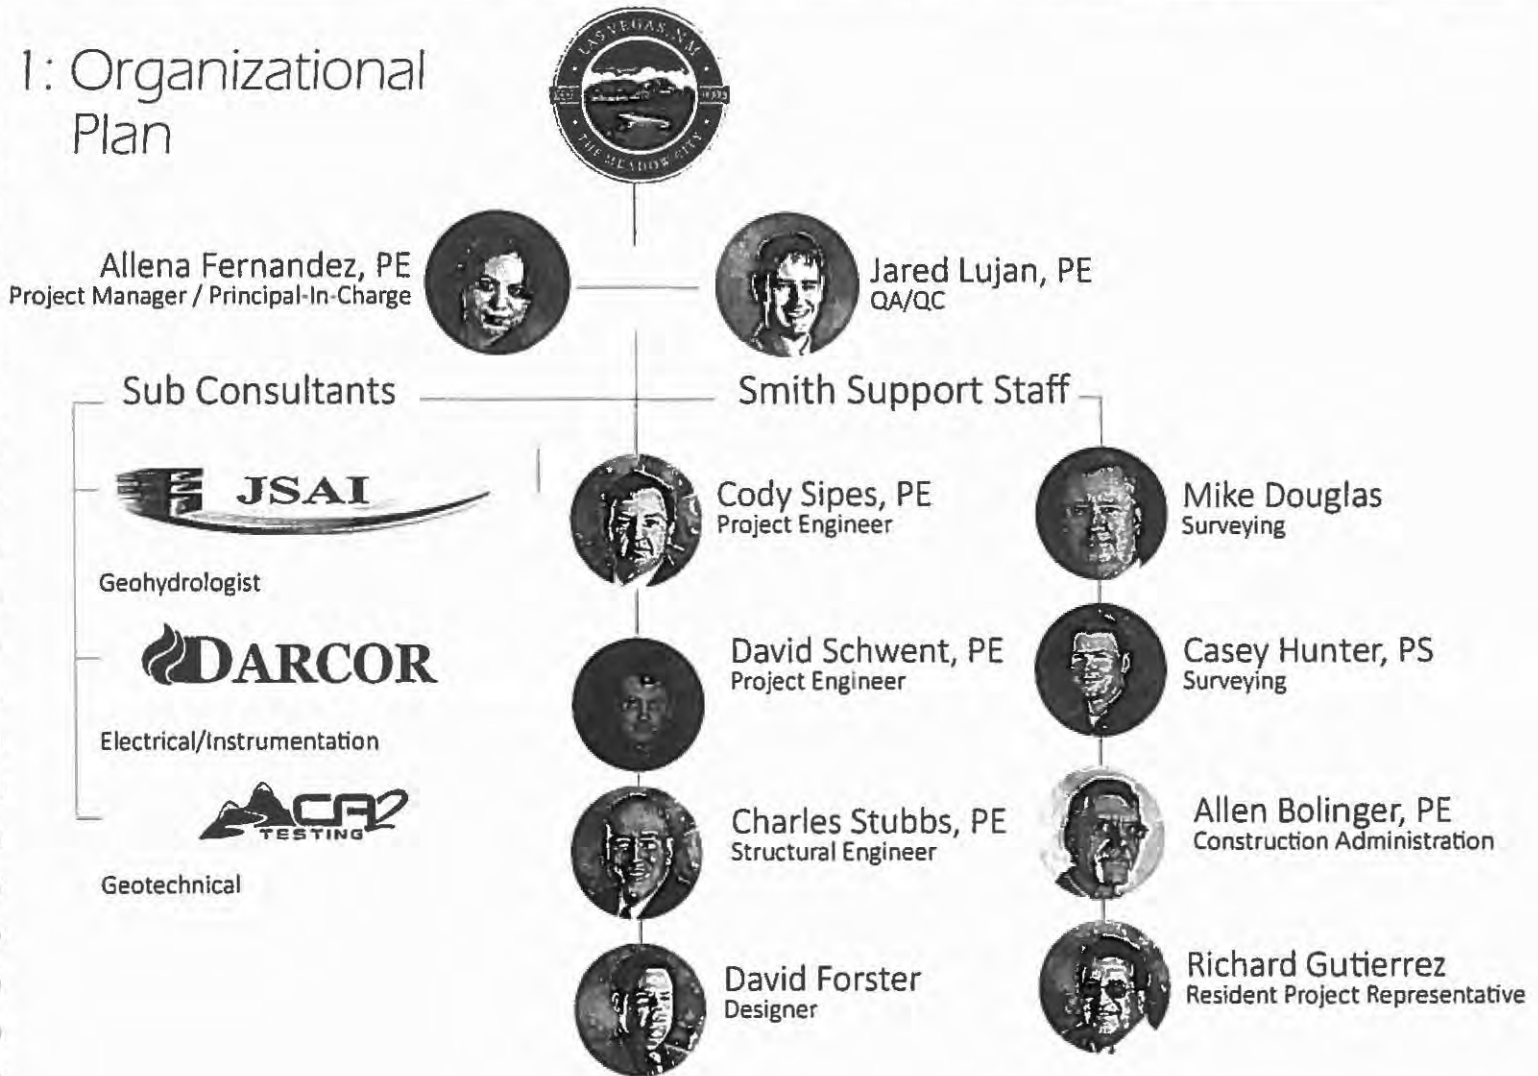 1: Organizational
Plan
LAS VEGAS, N.M.
THE MEADOW CITY
Allena Fernandez, PE
Project Manager / Principal-In-Charge
Jared Lujan, PE
QA/QC
Sub Consultants
Smith Support Staff
JSAI
Geohydrologist
DARCOR
Electrical/Instrumentation
ACA2
TESTING
Geotechnical
Cody Sipes, PE
Project Engineer
David Schwent, PE
Project Engineer
Charles Stubbs, PE
Structural Engineer
David Forster
Designer
Mike Douglas
Surveying
Casey Hunter, PS
Surveying
Allen Bolinger, PE
Construction Administration
Richard Gutierrez
Resident Project Representative